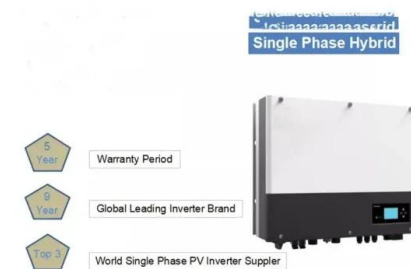 Single Phase Hybrid
5
Year
Warranty Period
9
Year
Global Leading Inverter Brand
Top 3
World Single Phase PV Inverter Suppler